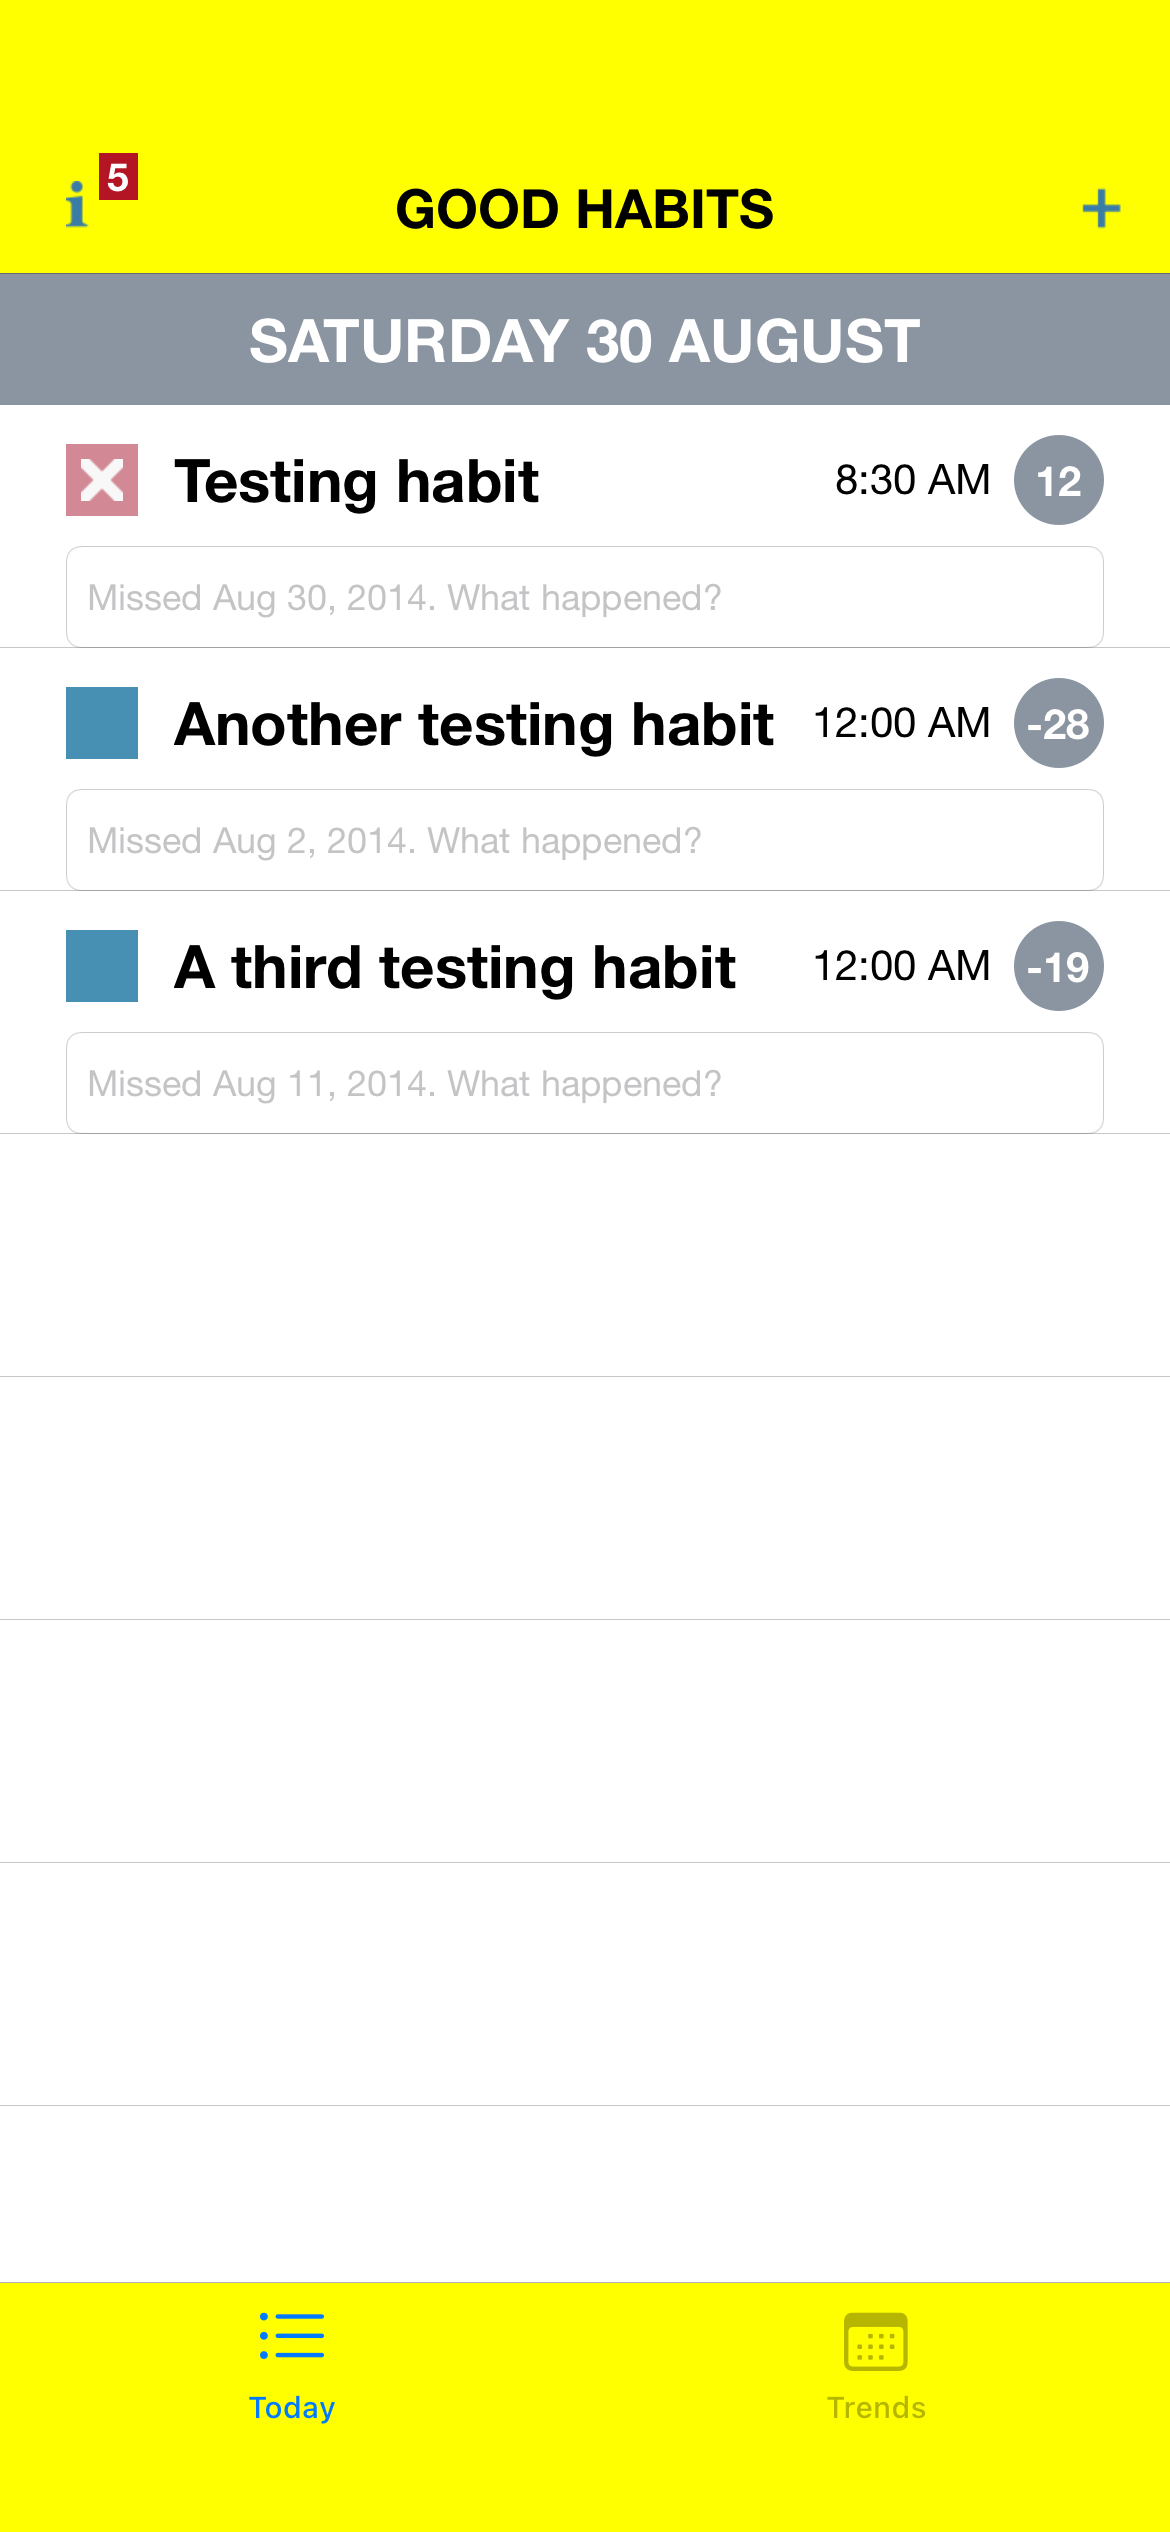 5
GOOD HABITS
SATURDAY 30 AUGUST
Testing habit 8:30 AM 12
Missed Aug 30, 2014. What happened?
Another testing habit 12:00 AM -28
Missed Aug 2, 2014. What happened?
A third testing habit 12:00 AM -19
Missed Aug 11, 2014. What happened?
Today Trends